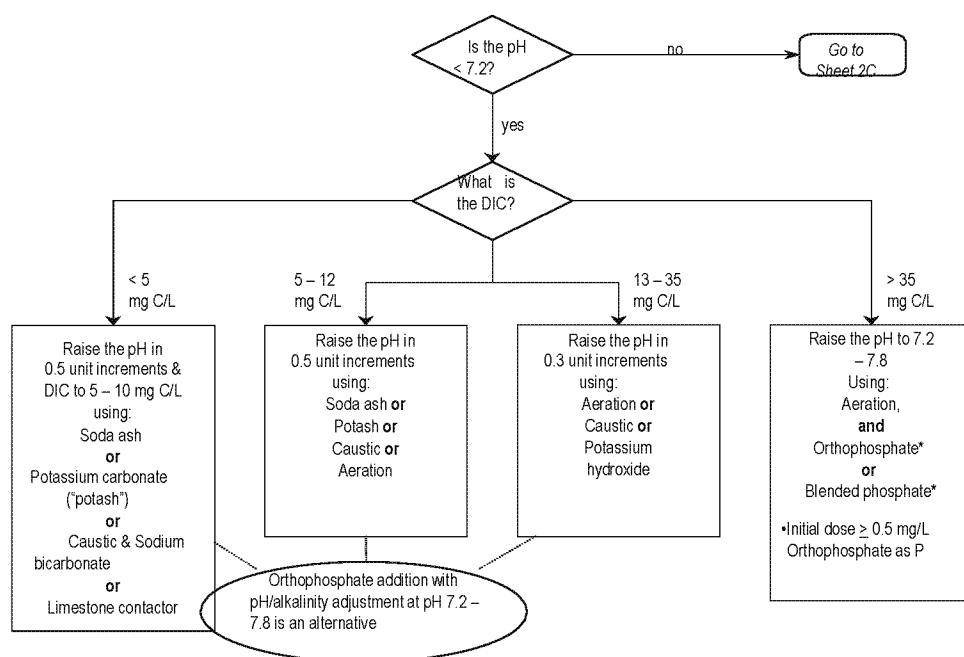 Is the pH
< 7.2?
no
Go to
Sheet 2C
yes
What is
the DIC?
< 5
mg C/L
5 – 12
mg C/L
13 – 35
mg C/L
> 35
mg C/L
Raise the pH in
0.5 unit increments &
DIC to 5 – 10 mg C/L
using:
Soda ash
or
Potassium carbonate
("potash")
or
Caustic & Sodium
bicarbonate
or
Limestone contactor
Raise the pH in
0.5 unit increments
using:
Soda ash or
Potash or
Caustic or
Aeration
Raise the pH in
0.3 unit increments
using:
Aeration or
Caustic or
Potassium
hydroxide
Raise the pH to 7.2
– 7.8
Using:
Aeration,
and
Orthophosphate*
or
Blended phosphate*
•Initial dose ≥ 0.5 mg/L
Orthophosphate as P
Orthophosphate addition with
pH/alkalinity adjustment at pH 7.2 –
7.8 is an alternative